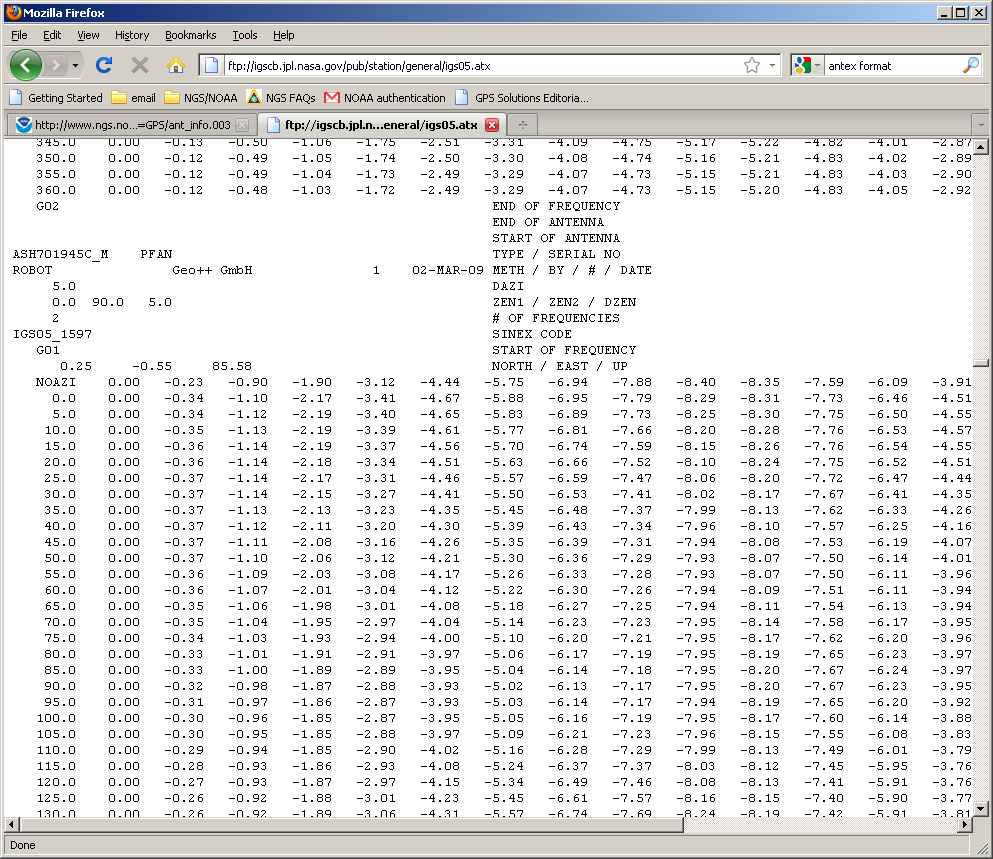 Mozilla Firefox
File Edit View History Bookmarks Tools Help
ftp://igscb.jpl.nasa.gov/pub/station/general/igs05.atx antex format
Getting Started email NGS/NOAA NGS FAQs NOAA authentication GPS Solutions Editoria...
http://www.ngs.no...=GPS/ant_info.003 ftp://igscb.jpl.n...eneral/igs05.atx
345.0 0.00 -0.13 -0.50 -1.06 -1.75 -2.51 -3.31 -4.09 -4.75 -5.17 -5.22 -4.82 -4.01 -2.87
350.0 0.00 -0.12 -0.49 -1.05 -1.74 -2.50 -3.30 -4.08 -4.74 -5.16 -5.21 -4.83 -4.02 -2.89
355.0 0.00 -0.12 -0.49 -1.04 -1.73 -2.49 -3.29 -4.07 -4.73 -5.15 -5.21 -4.83 -4.03 -2.90
360.0 0.00 -0.12 -0.48 -1.03 -1.72 -2.49 -3.29 -4.07 -4.73 -5.15 -5.20 -4.83 -4.05 -2.92
G02 END OF FREQUENCY
END OF ANTENNA
START OF ANTENNA
ASH701945C_M PFAN TYPE / SERIAL NO
ROBOT Geo++ GmbH 1 02-MAR-09 METH / BY / # / DATE
5.0 DAZI
0.0 90.0 5.0 ZEN1 / ZEN2 / DZEN
2 # OF FREQUENCIES
IGS05_1597 SINEX CODE
G01 START OF FREQUENCY
0.25 -0.55 85.58 NORTH / EAST / UP
NOAZI 0.00 -0.23 -0.90 -1.90 -3.12 -4.44 -5.75 -6.94 -7.88 -8.40 -8.35 -7.59 -6.09 -3.91
0.0 0.00 -0.34 -1.10 -2.17 -3.41 -4.67 -5.88 -6.95 -7.79 -8.29 -8.31 -7.73 -6.46 -4.51
5.0 0.00 -0.34 -1.12 -2.19 -3.40 -4.65 -5.83 -6.89 -7.73 -8.25 -8.30 -7.75 -6.50 -4.55
10.0 0.00 -0.35 -1.13 -2.19 -3.39 -4.61 -5.77 -6.81 -7.66 -8.20 -8.28 -7.76 -6.53 -4.57
15.0 0.00 -0.36 -1.14 -2.19 -3.37 -4.56 -5.70 -6.74 -7.59 -8.15 -8.26 -7.76 -6.54 -4.55
20.0 0.00 -0.36 -1.14 -2.18 -3.34 -4.51 -5.63 -6.66 -7.52 -8.10 -8.24 -7.75 -6.52 -4.51
25.0 0.00 -0.37 -1.14 -2.17 -3.31 -4.46 -5.57 -6.59 -7.47 -8.06 -8.20 -7.72 -6.47 -4.44
30.0 0.00 -0.37 -1.14 -2.15 -3.27 -4.41 -5.50 -6.53 -7.41 -8.02 -8.17 -7.67 -6.41 -4.35
35.0 0.00 -0.37 -1.13 -2.13 -3.23 -4.35 -5.45 -6.48 -7.37 -7.99 -8.13 -7.62 -6.33 -4.26
40.0 0.00 -0.37 -1.12 -2.11 -3.20 -4.30 -5.39 -6.43 -7.34 -7.96 -8.10 -7.57 -6.25 -4.16
45.0 0.00 -0.37 -1.11 -2.08 -3.16 -4.26 -5.35 -6.39 -7.31 -7.94 -8.08 -7.53 -6.19 -4.07
50.0 0.00 -0.37 -1.10 -2.06 -3.12 -4.21 -5.30 -6.36 -7.29 -7.93 -8.07 -7.50 -6.14 -4.01
55.0 0.00 -0.36 -1.09 -2.03 -3.08 -4.17 -5.26 -6.33 -7.28 -7.93 -8.07 -7.50 -6.11 -3.96
60.0 0.00 -0.36 -1.07 -2.01 -3.04 -4.12 -5.22 -6.30 -7.26 -7.94 -8.09 -7.51 -6.11 -3.94
65.0 0.00 -0.35 -1.06 -1.98 -3.01 -4.08 -5.18 -6.27 -7.25 -7.94 -8.11 -7.54 -6.13 -3.94
70.0 0.00 -0.35 -1.04 -1.95 -2.97 -4.04 -5.14 -6.23 -7.23 -7.95 -8.14 -7.58 -6.17 -3.95
75.0 0.00 -0.34 -1.03 -1.93 -2.94 -4.00 -5.10 -6.20 -7.21 -7.95 -8.17 -7.62 -6.20 -3.96
80.0 0.00 -0.33 -1.01 -1.91 -2.91 -3.97 -5.06 -6.17 -7.19 -7.95 -8.19 -7.65 -6.23 -3.97
85.0 0.00 -0.33 -1.00 -1.89 -2.89 -3.95 -5.04 -6.14 -7.18 -7.95 -8.20 -7.67 -6.24 -3.97
90.0 0.00 -0.32 -0.98 -1.87 -2.88 -3.93 -5.02 -6.13 -7.17 -7.95 -8.20 -7.67 -6.23 -3.95
95.0 0.00 -0.31 -0.97 -1.86 -2.87 -3.93 -5.03 -6.14 -7.17 -7.94 -8.19 -7.65 -6.20 -3.92
100.0 0.00 -0.30 -0.96 -1.85 -2.87 -3.95 -5.05 -6.16 -7.19 -7.95 -8.17 -7.60 -6.14 -3.88
105.0 0.00 -0.30 -0.95 -1.85 -2.88 -3.97 -5.09 -6.21 -7.23 -7.96 -8.15 -7.55 -6.08 -3.83
110.0 0.00 -0.29 -0.94 -1.85 -2.90 -4.02 -5.16 -6.28 -7.29 -7.99 -8.13 -7.49 -6.01 -3.79
115.0 0.00 -0.28 -0.93 -1.86 -2.93 -4.08 -5.24 -6.37 -7.37 -8.03 -8.12 -7.45 -5.95 -3.76
120.0 0.00 -0.27 -0.93 -1.87 -2.97 -4.15 -5.34 -6.49 -7.46 -8.08 -8.13 -7.41 -5.91 -3.76
125.0 0.00 -0.26 -0.92 -1.88 -3.01 -4.23 -5.45 -6.61 -7.57 -8.16 -8.15 -7.40 -5.90 -3.77
130.0 0.00 -0.26 -0.92 -1.89 -3.06 -4.31 -5.57 -6.74 -7.69 -8.24 -8.19 -7.42 -5.91 -3.81
Done